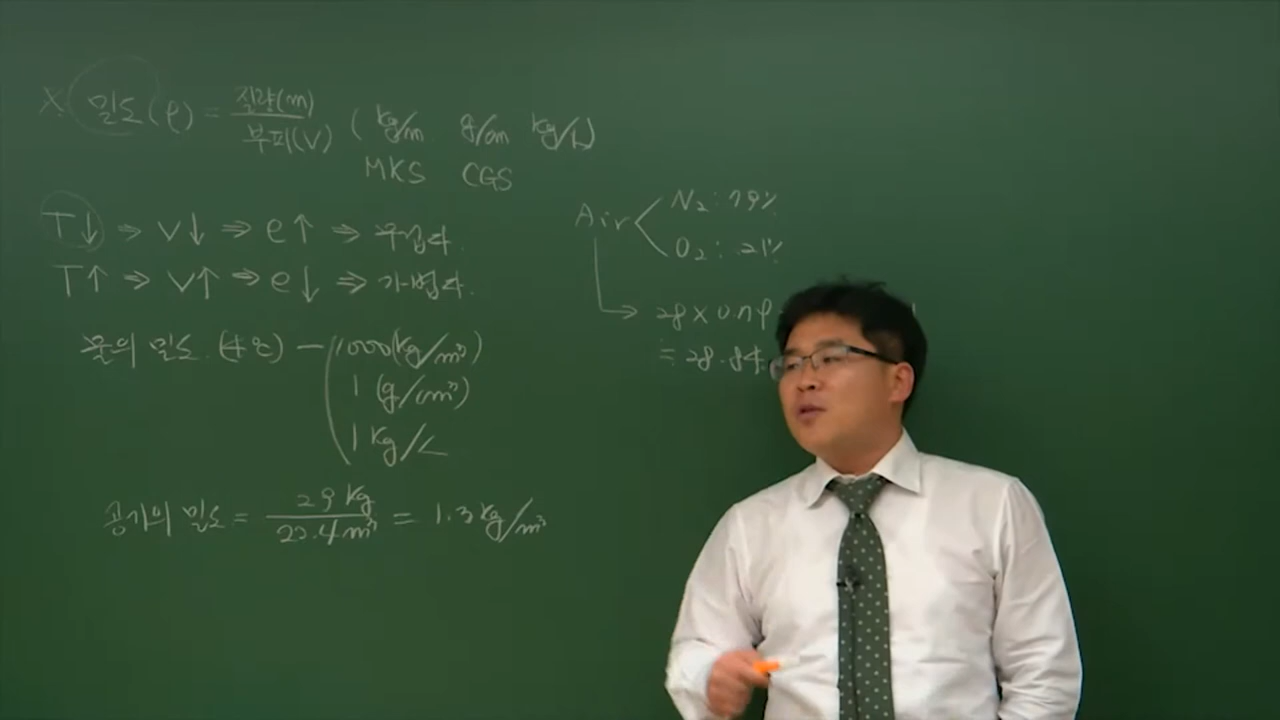 ※ 밀도(ρ) = 질량(m) / 부피(V) ( kg/m g/cm kg/L)
MKS CGS
T↓ ⇒ V↓ ⇒ ρ↑ ⇒ 무겁다.
T↑ ⇒ V↑ ⇒ ρ↓ ⇒ 가볍다.
물의 밀도. (4℃) - 1000(kg/m³)
1 (g/cm³)
1 kg/L
공기의 밀도 = 29 kg / 22.4 m³ = 1.3 kg/m³
Air N₂ : 79%
O₂ : 21%
→ 28 × 0.79
≒ 28.84